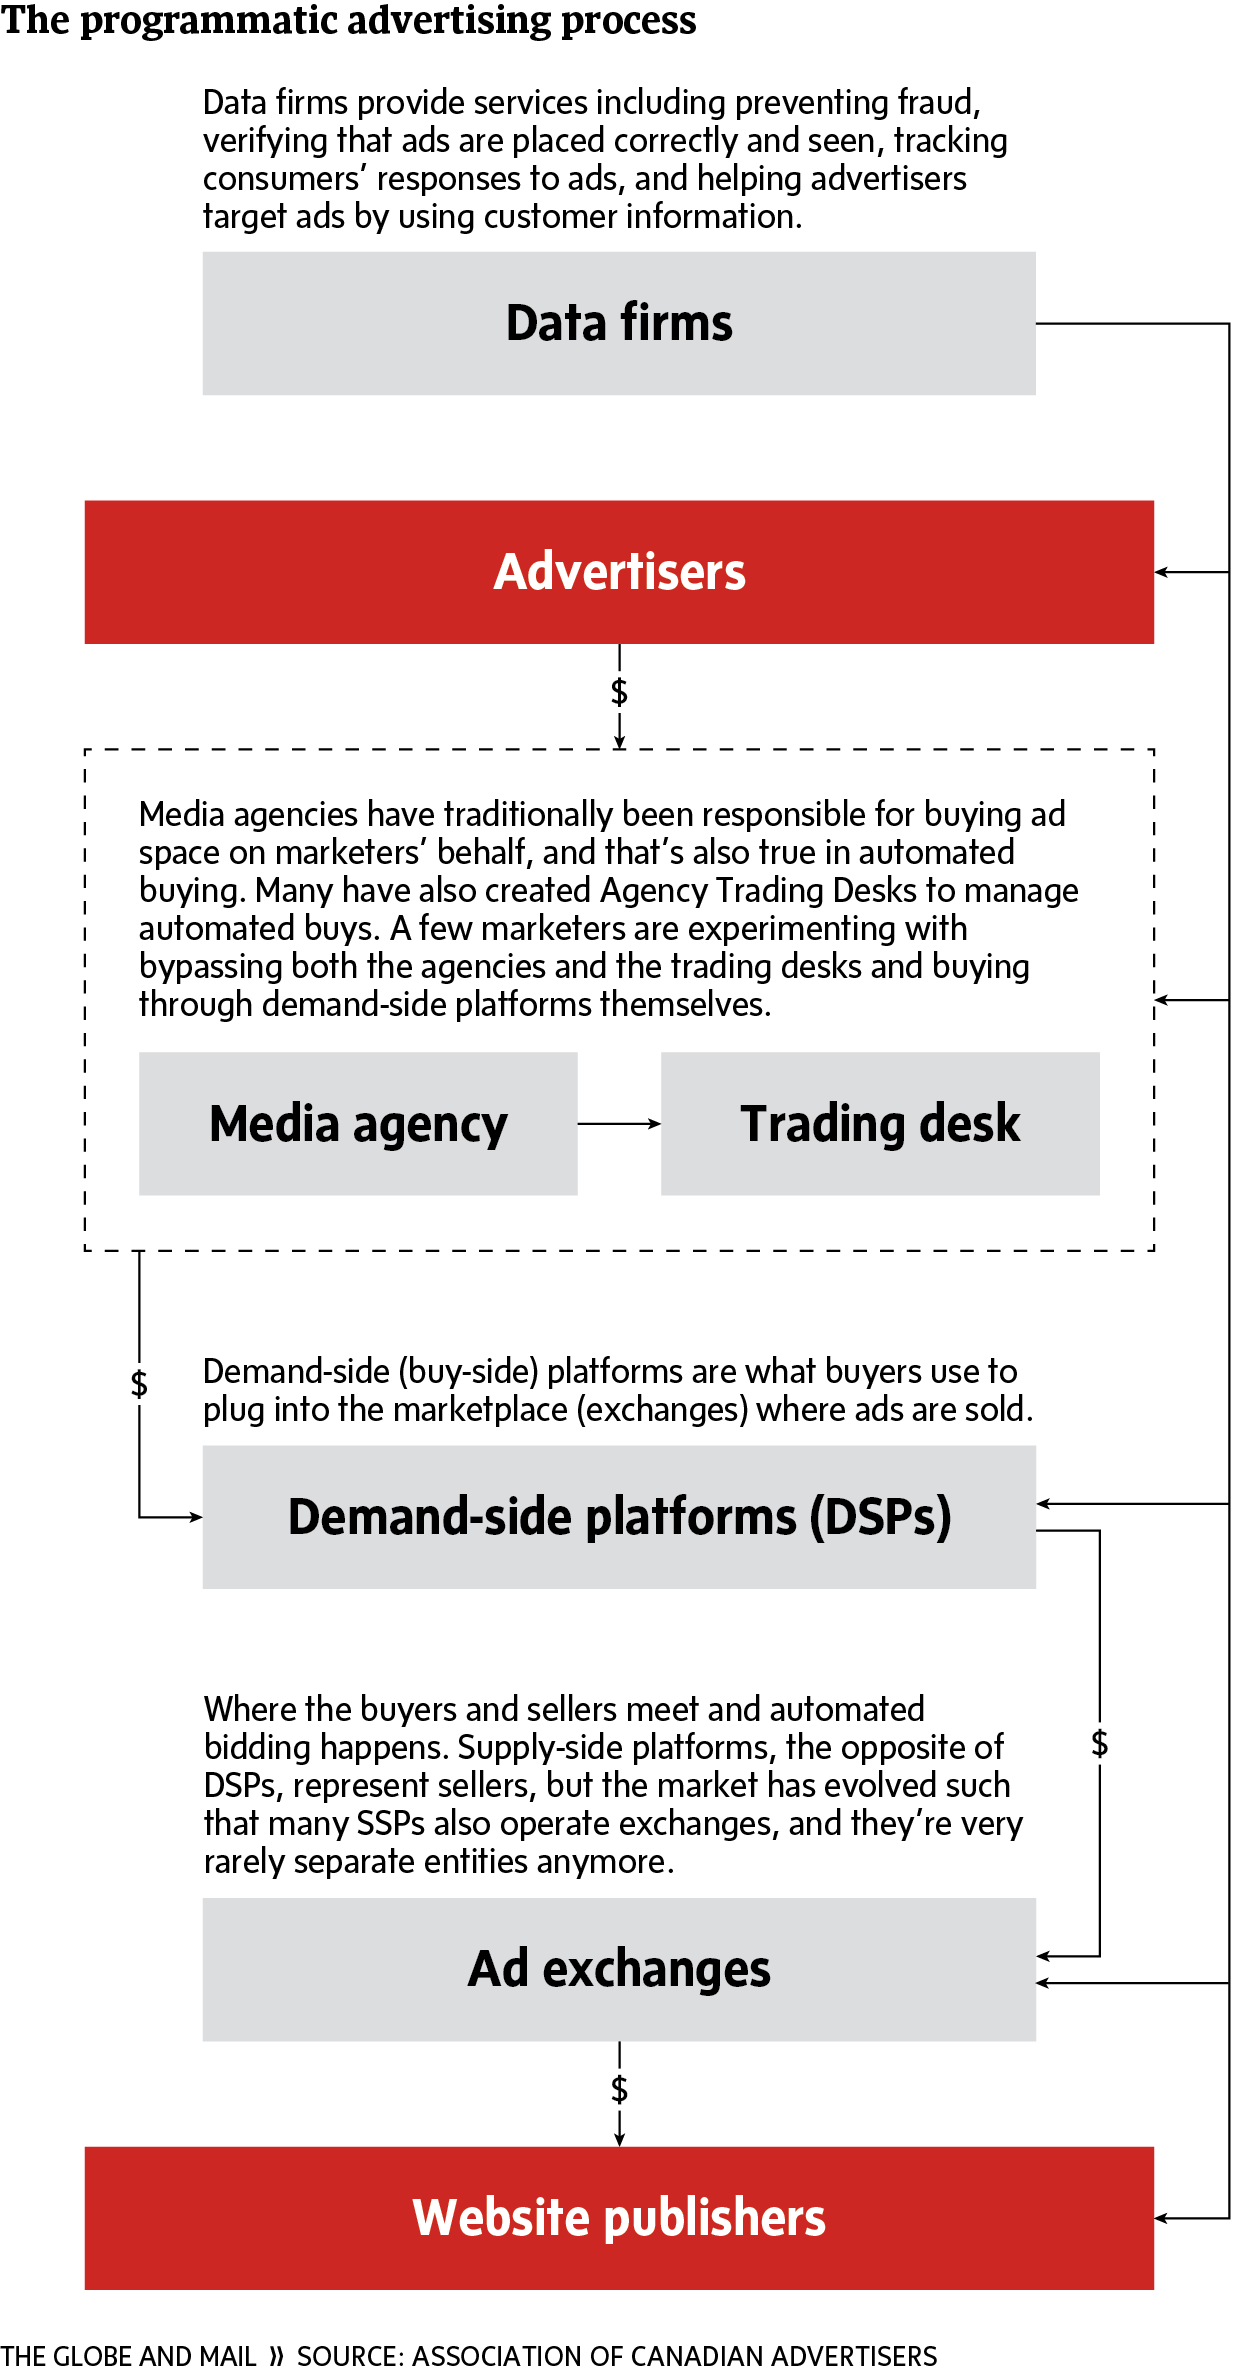 The programmatic advertising process
Data firms provide services including preventing fraud,
verifying that ads are placed correctly and seen, tracking
consumers’ responses to ads, and helping advertisers
target ads by using customer information.
Data firms
Advertisers
$
Media agencies have traditionally been responsible for buying ad
space on marketers’ behalf, and that’s also true in automated
buying. Many have also created Agency Trading Desks to manage
automated buys. A few marketers are experimenting with
bypassing both the agencies and the trading desks and buying
through demand-side platforms themselves.
Media agency
Trading desk
$
Demand-side (buy-side) platforms are what buyers use to
plug into the marketplace (exchanges) where ads are sold.
Demand-side platforms (DSPs)
Where the buyers and sellers meet and automated
bidding happens. Supply-side platforms, the opposite of
DSPs, represent sellers, but the market has evolved such
that many SSPs also operate exchanges, and they’re very
rarely separate entities anymore.
$
Ad exchanges
$
Website publishers
THE GLOBE AND MAIL » SOURCE: ASSOCIATION OF CANADIAN ADVERTISERS